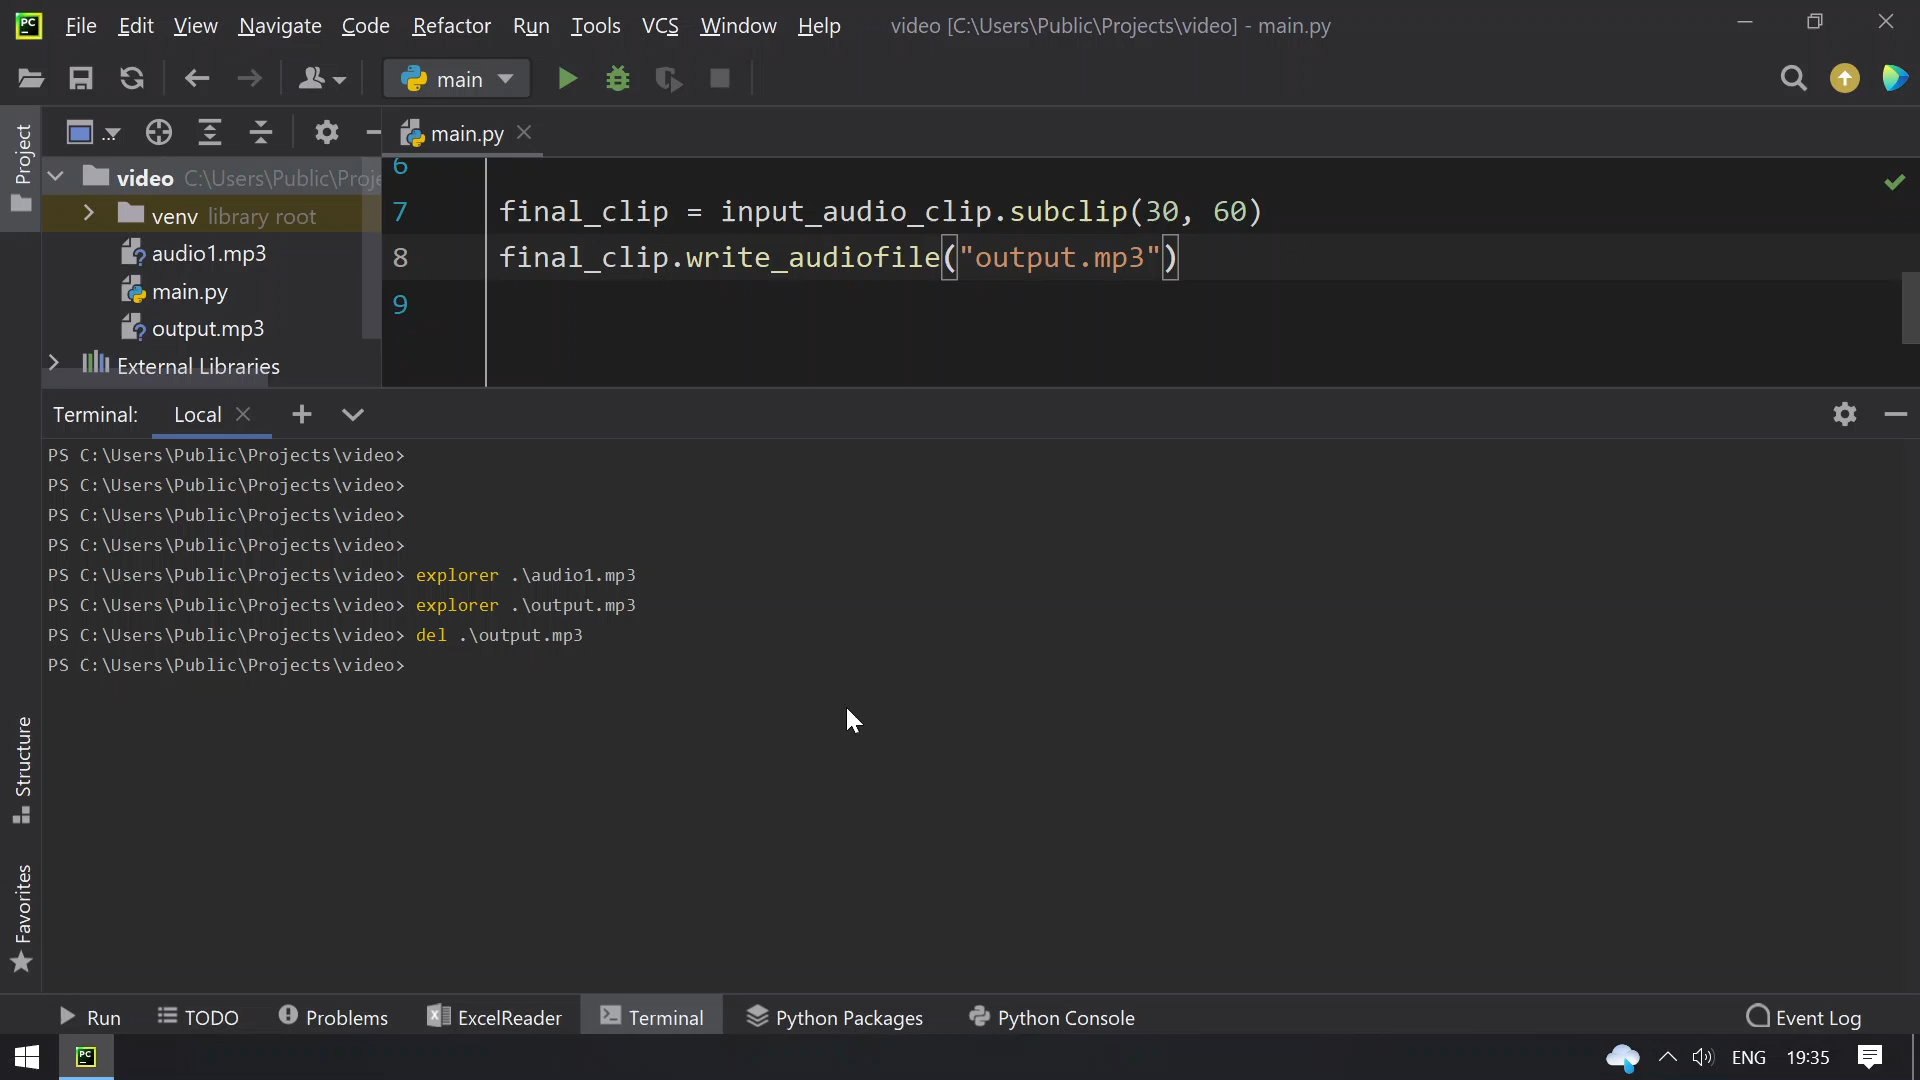 PC File Edit View Navigate Code Refactor Run Tools VCS Window Help video [C:\Users\Public\Projects\video] - main.py
main
Project
... main.py
video C:\Users\Public\Proje
venv library root
audio1.mp3
main.py
output.mp3
External Libraries
6
7 final_clip = input_audio_clip.subclip(30, 60)
8 final_clip.write_audiofile("output.mp3")
9
Terminal: Local
PS C:\Users\Public\Projects\video>
PS C:\Users\Public\Projects\video>
PS C:\Users\Public\Projects\video>
PS C:\Users\Public\Projects\video>
PS C:\Users\Public\Projects\video> explorer .\audio1.mp3
PS C:\Users\Public\Projects\video> explorer .\output.mp3
PS C:\Users\Public\Projects\video> del .\output.mp3
PS C:\Users\Public\Projects\video>
Structure
Favorites
Run TODO Problems ExcelReader Terminal Python Packages Python Console Event Log
PC ENG 19:35